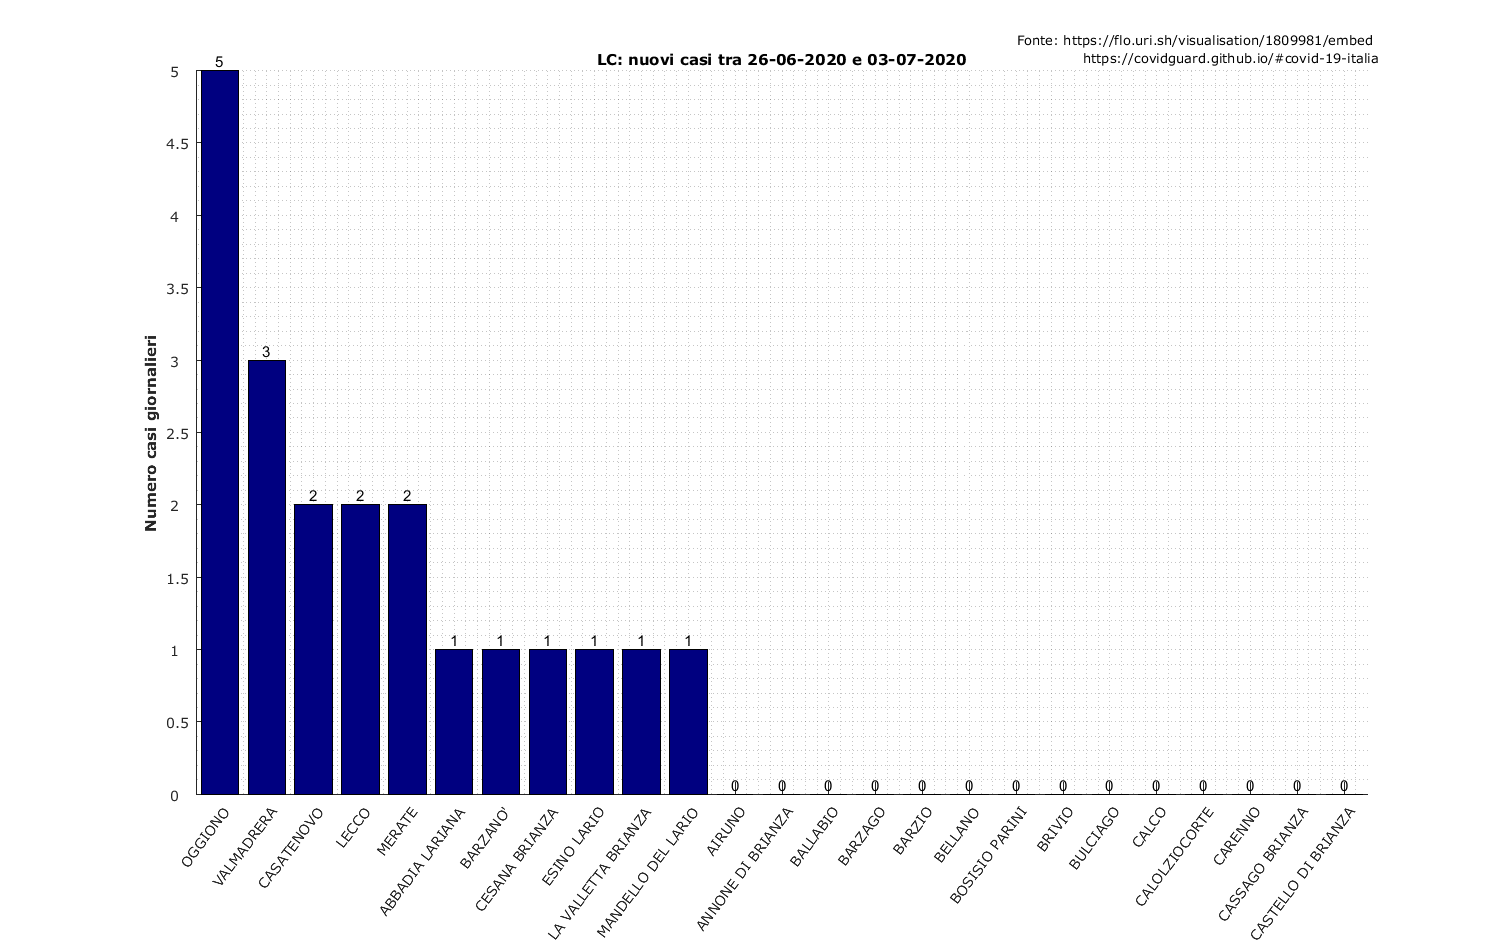 Fonte: https://flo.uri.sh/visualisation/1809981/embed
https://covidguard.github.io/#covid-19-italia
LC: nuovi casi tra 26-06-2020 e 03-07-2020
Numero casi giornalieri
5
4.5
4
3.5
3
2.5
2
1.5
1
0.5
0
5
3
2
2
2
1
1
1
1
1
1
0
0
0
0
0
0
0
0
0
0
0
0
0
0
OGGIONO
VALMADRERA
CASATENOVO
LECCO
MERATE
ABBADIA LARIANA
BARZANO'
CESANA BRIANZA
ESINO LARIO
LA VALLETTA BRIANZA
MANDELLO DEL LARIO
AIRUNO
ANNONE DI BRIANZA
BALLABIO
BARZAGO
BARZIO
BELLANO
BOSISIO PARINI
BRIVIO
BULCIAGO
CALCO
CALOLZIOCORTE
CARENNO
CASSAGO BRIANZA
CASTELLO DI BRIANZA